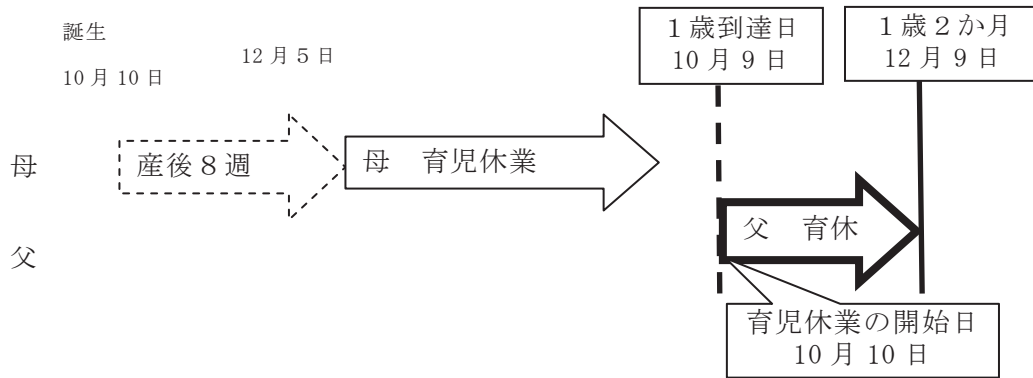 誕生
10月10日
12月5日
1歳到達日
10月9日
1歳2か月
12月9日
母
産後8週
母　育児休業
父　育休
父
育児休業の開始日
10月10日